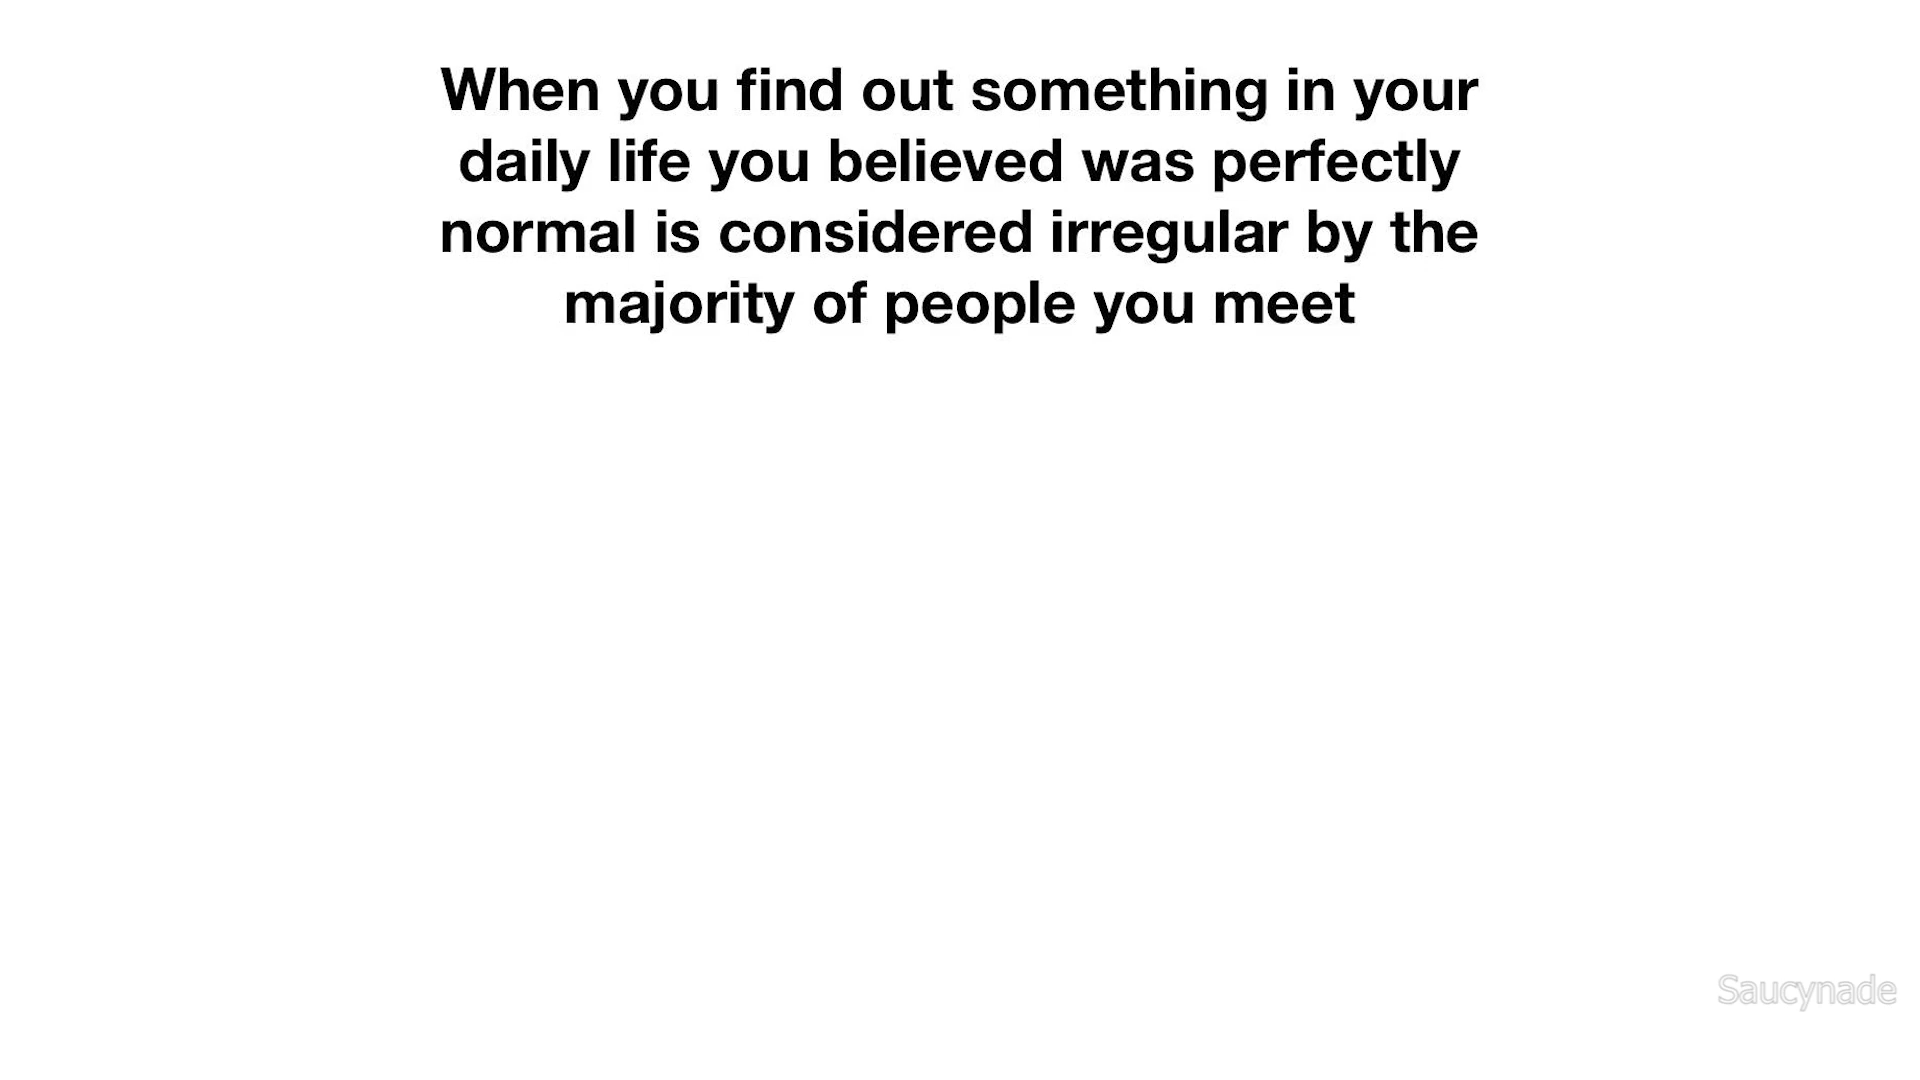 When you find out something in your
daily life you believed was perfectly
normal is considered irregular by the
majority of people you meet
Saucynade